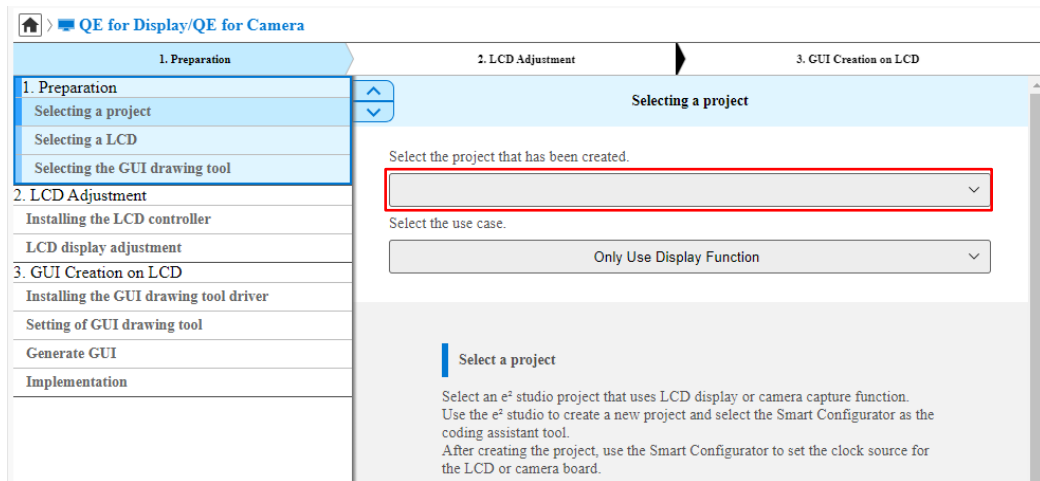 QE for Display/QE for Camera
1. Preparation
2. LCD Adjustment
3. GUI Creation on LCD
1. Preparation
Selecting a project
Selecting a LCD
Selecting the GUI drawing tool
2. LCD Adjustment
Installing the LCD controller
LCD display adjustment
3. GUI Creation on LCD
Installing the GUI drawing tool driver
Setting of GUI drawing tool
Generate GUI
Implementation
Selecting a project
Select the project that has been created.
Select the use case.
Only Use Display Function
Select a project
Select an e² studio project that uses LCD display or camera capture function.
Use the e² studio to create a new project and select the Smart Configurator as the
coding assistant tool.
After creating the project, use the Smart Configurator to set the clock source for
the LCD or camera board.